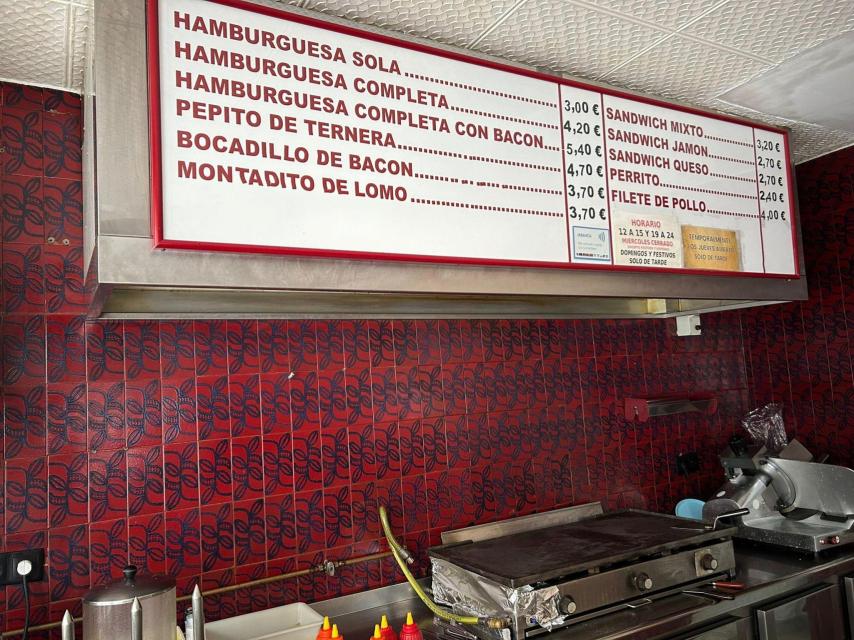 HAMBURGUESA SOLA................................ 3,00 €
HAMBURGUESA COMPLETA....................... 4,20 €
HAMBURGUESA COMPLETA CON BACON... 5,40 €
PEPITO DE TERNERA................................ 4,70 €
BOCADILLO DE BACON............................. 3,70 €
MONTADITO DE LOMO.............................. 3,70 €
SANDWICH MIXTO............ 3,20 €
SANDWICH JAMON........... 2,70 €
SANDWICH QUESO........... 2,70 €
PERRITO....................... 2,40 €
FILETE DE POLLO............. 4,00 €
HORARIO
12 A 15 Y 19 A 24
MIERCOLES CERRADO
DOMINGOS Y FESTIVOS
SOLO DE TARDE
TEMPORALMENTE
LOS JUEVES ABIERTO
SOLO DE TARDE